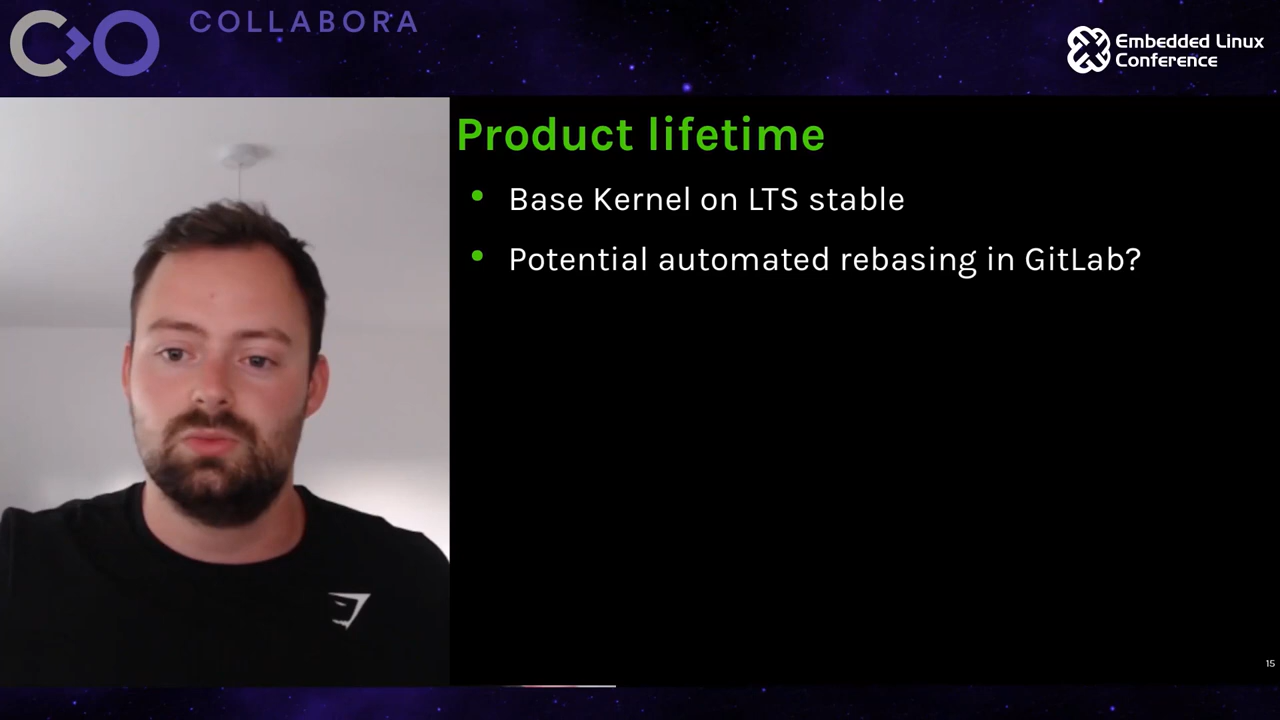 COLLABORA
Embedded Linux
Conference
Product lifetime
Base Kernel on LTS stable
Potential automated rebasing in GitLab?
15